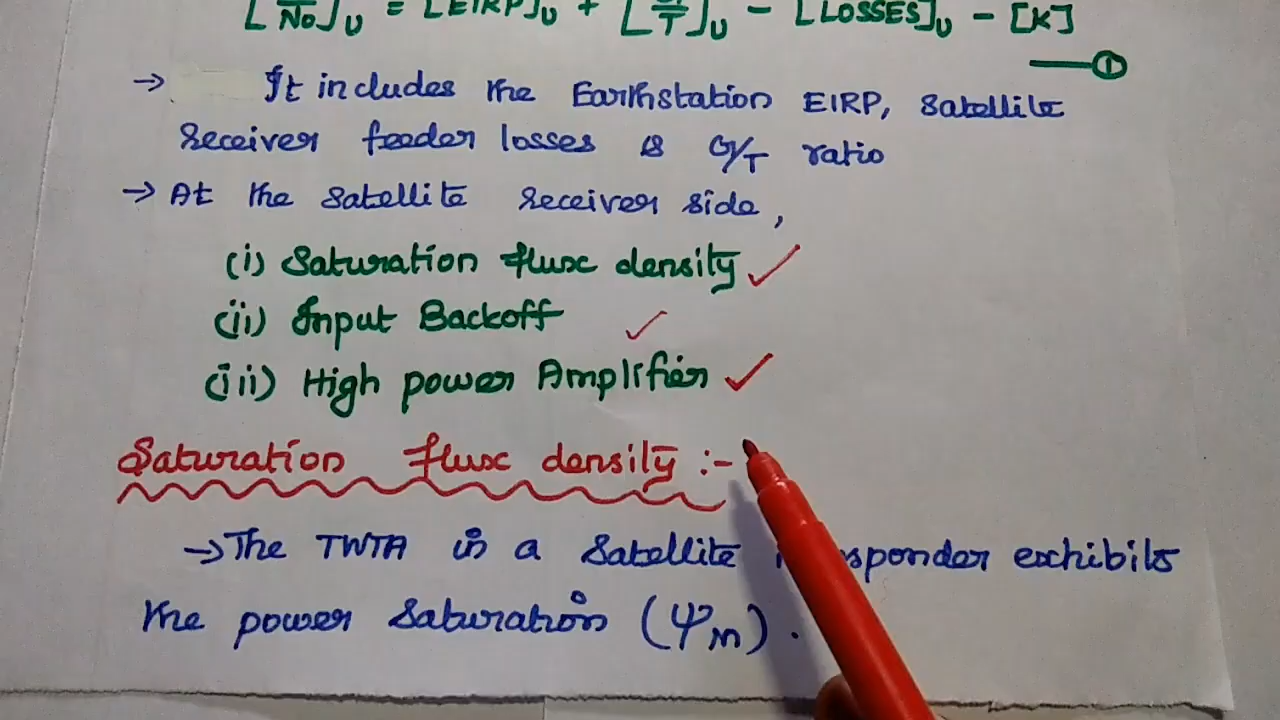 [C/No]U = [EIRP]U + [G/T]U - [LOSSES]U - [K]
①
→ It includes the Earthstation EIRP, Satellite
receiver feeder losses & G/T ratio
→ At the satellite receiver side,
(i) Saturation flux density ✓
(ii) Input Backoff ✓
(iii) High power Amplifier ✓
Saturation flux density :-
→ The TWTA in a satellite exhibits
the power saturation (ψm).